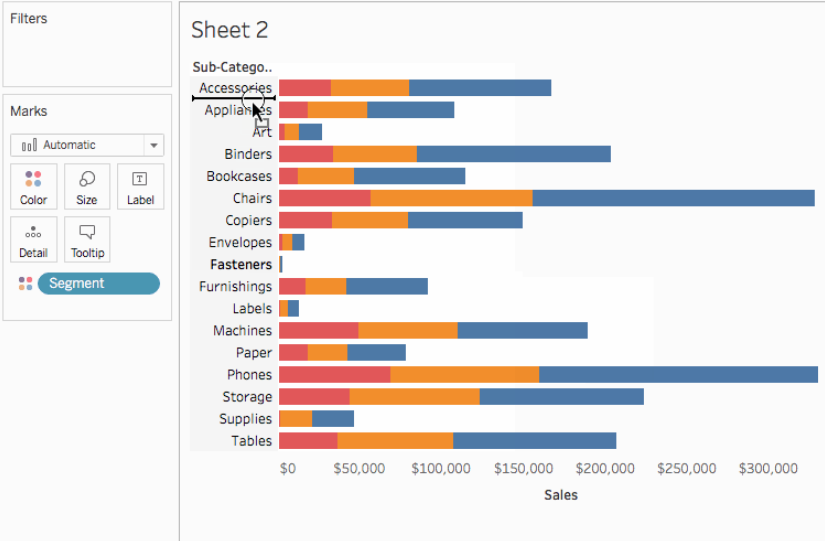 Filters
Marks
Automatic
Color Size Label
Detail Tooltip
Segment
Sheet 2
Sub-Catego..
Accessories
Appliances
Art
Binders
Bookcases
Chairs
Copiers
Envelopes
Fasteners
Furnishings
Labels
Machines
Paper
Phones
Storage
Supplies
Tables
$0 $50,000 $100,000 $150,000 $200,000 $250,000 $300,000
Sales